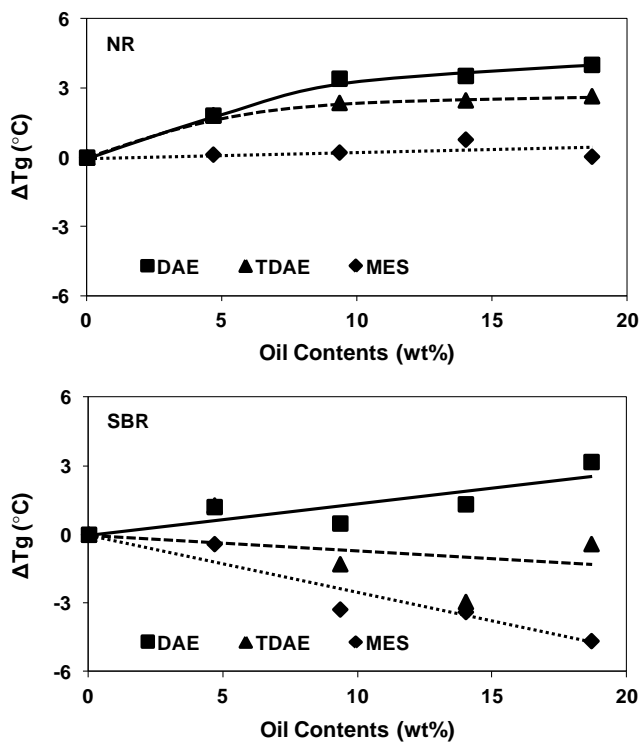 6
NR
3
0
-3
-6
ΔTg (°C)
DAE TDAE MES
0 5 10 15 20
Oil Contents (wt%)
6
SBR
3
0
-3
-6
ΔTg (°C)
DAE TDAE MES
0 5 10 15 20
Oil Contents (wt%)